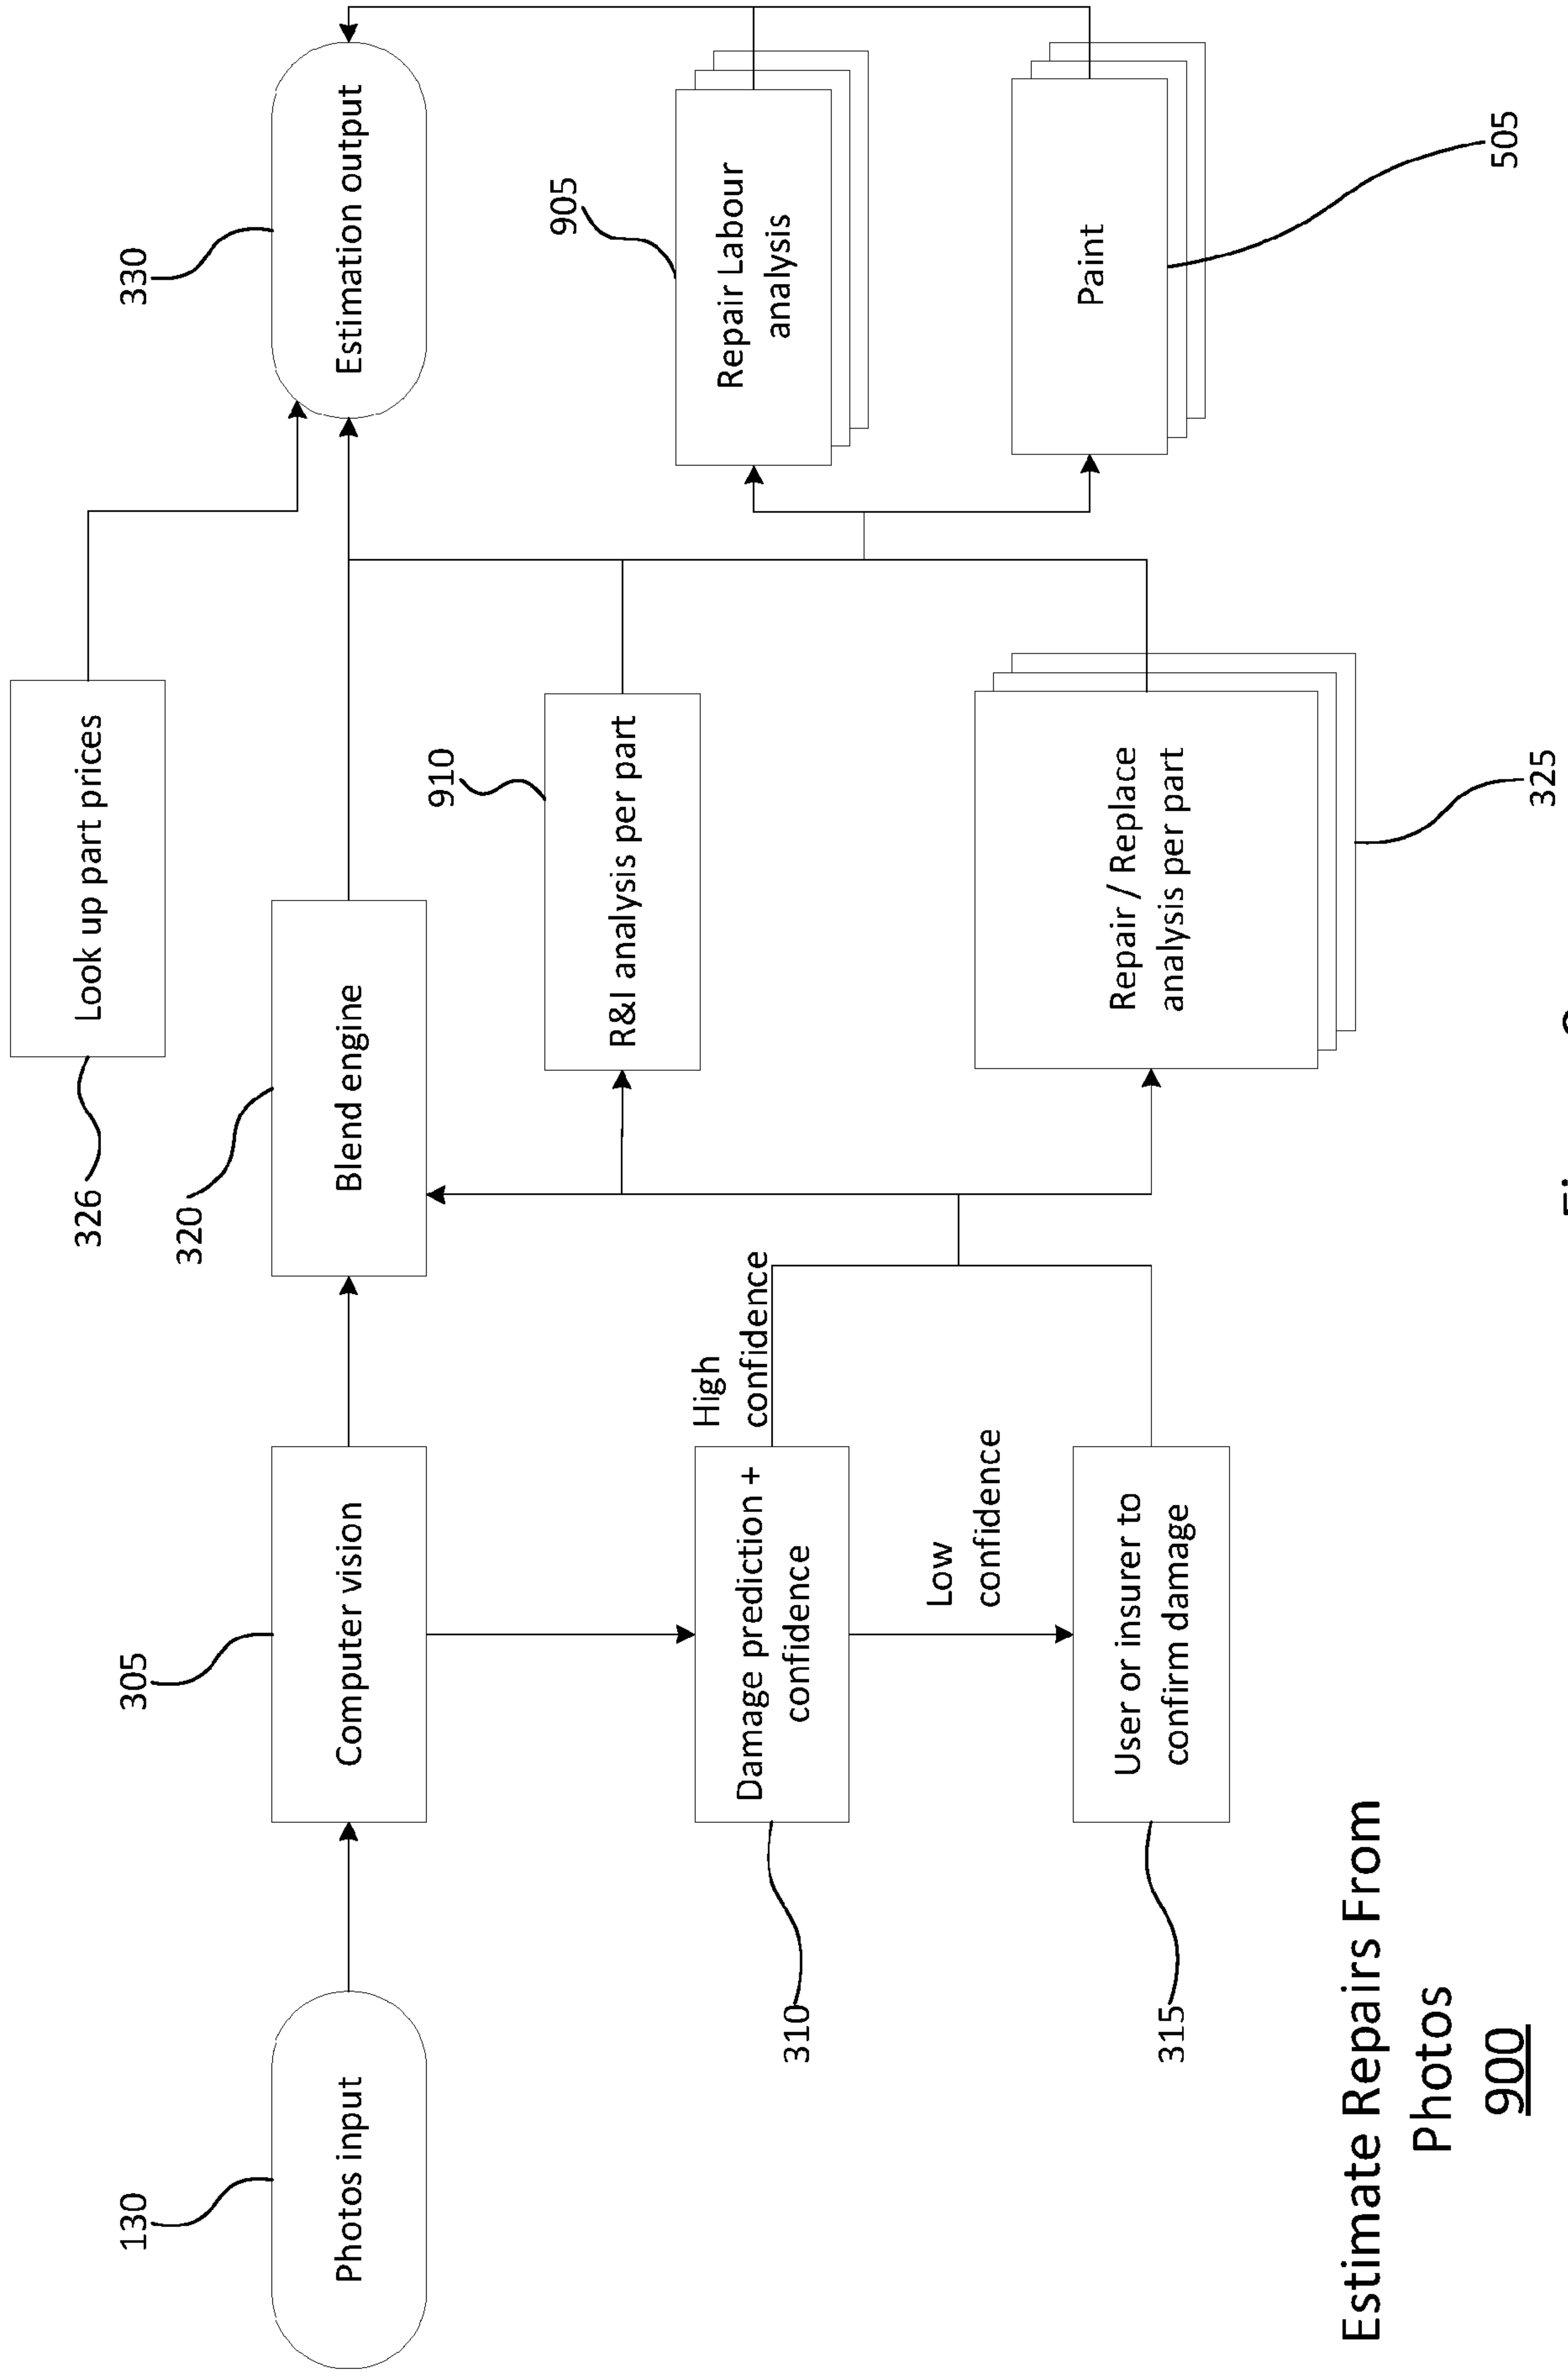 326
Look up part prices
130
305
320
330
Photos input
Computer vision
Blend engine
Estimation output
910
905
R&I analysis per part
Repair Labour
analysis
310
Damage prediction +
confidence
High
confidence
Low
confidence
315
User or insurer to
confirm damage
Repair / Replace
analysis per part
325
Paint
505
Estimate Repairs From
Photos
900